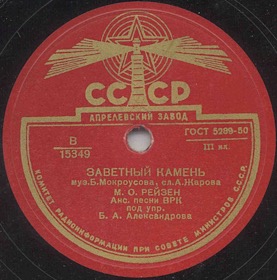 СССР
АПРЕЛЕВСКИЙ ЗАВОД
В
15349
ГОСТ 5289-50
III кл.
ЗАВЕТНЫЙ КАМЕНЬ
муз.Б.Мокроусова, сл.А.Жарова
М. О. РЕЙЗЕН
Анс. песни ВРК
под упр.
Б. А. Александрова
КОМИТЕТ РАДИОИНФОРМАЦИИ ПРИ СОВЕТЕ МИНИСТРОВ С.С.С.Р.